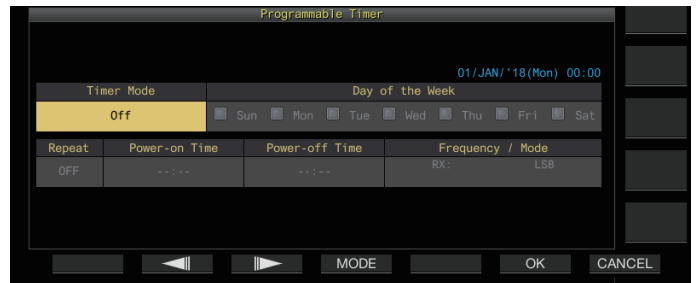 Programmable Timer
01/JAN/'18(Mon) 00:00
Timer Mode Day of the Week
Off Sun Mon Tue Wed Thu Fri Sat
Repeat Power-on Time Power-off Time Frequency / Mode
OFF --:-- --:-- RX: LSB
MODE OK CANCEL